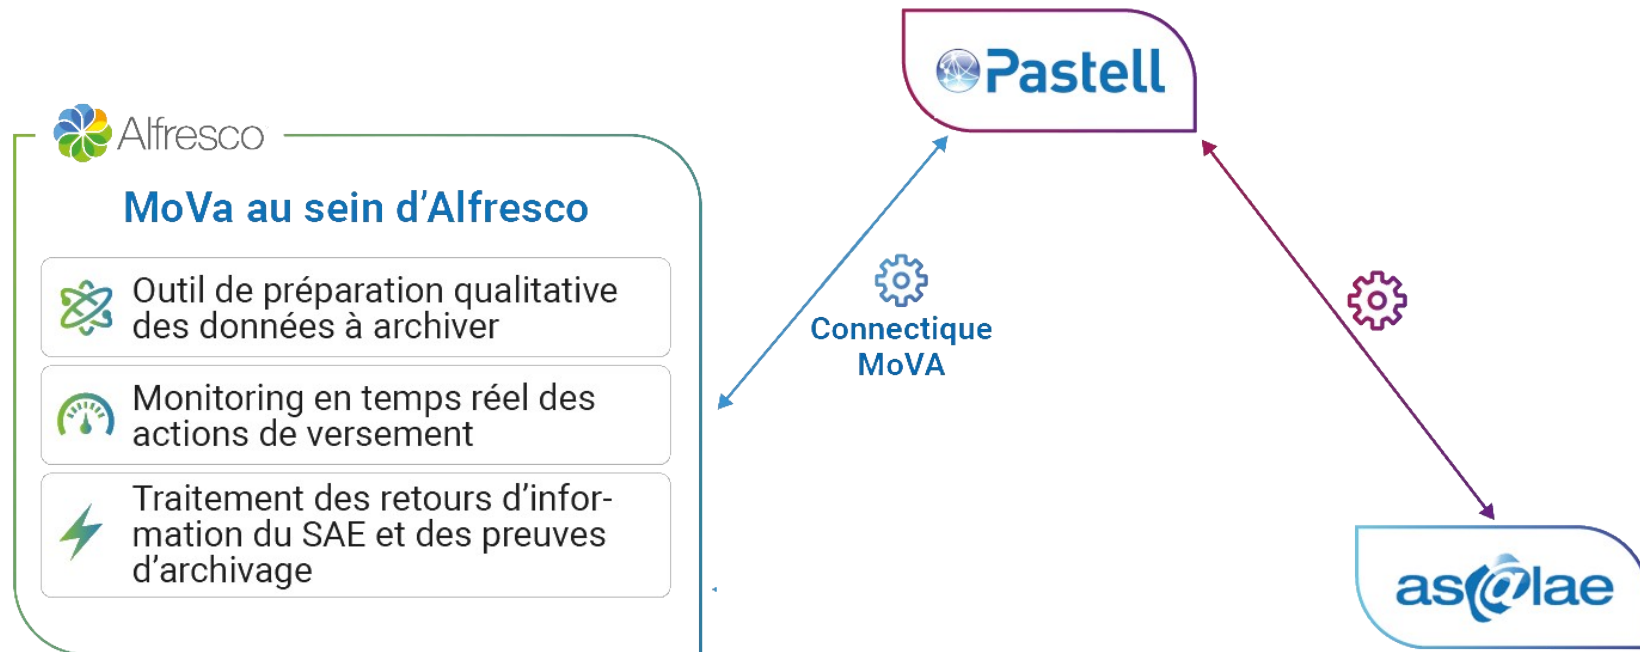 Pastell
Alfresco
MoVa au sein d’Alfresco
Outil de préparation qualitative
des données à archiver
Monitoring en temps réel des
actions de versement
Traitement des retours d’infor-
mation du SAE et des preuves
d’archivage
Connectique
MoVA
as@lae